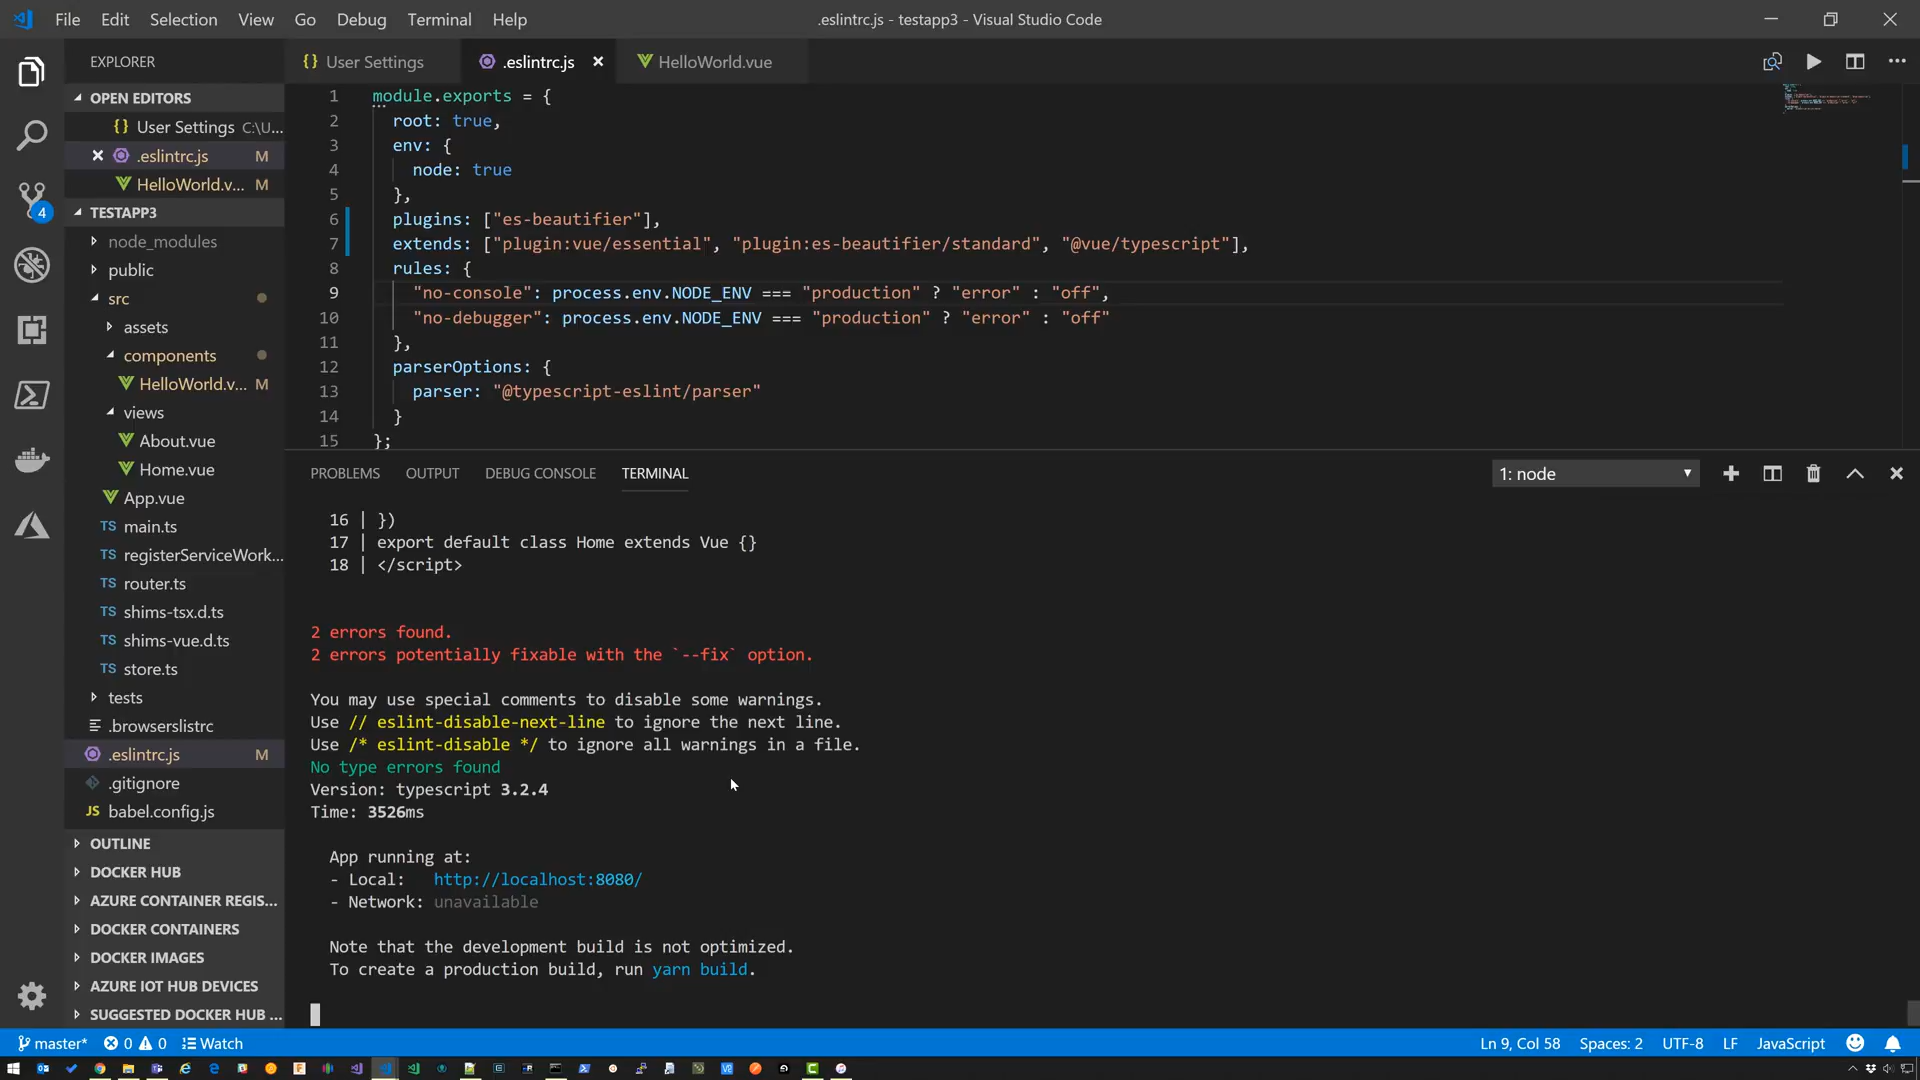 File Edit Selection View Go Debug Terminal Help
.eslintrc.js - testapp3 - Visual Studio Code
EXPLORER
{} User Settings
.eslintrc.js
HelloWorld.vue
OPEN EDITORS
{} User Settings C:\U...
.eslintrc.js M
HelloWorld.v... M
TESTAPP3
node_modules
public
src
assets
components
HelloWorld.v... M
views
About.vue
Home.vue
App.vue
TS main.ts
TS registerServiceWork...
TS router.ts
TS shims-tsx.d.ts
TS shims-vue.d.ts
TS store.ts
tests
.browserslistrc
.eslintrc.js M
.gitignore
JS babel.config.js
OUTLINE
DOCKER HUB
AZURE CONTAINER REGIS...
DOCKER CONTAINERS
DOCKER IMAGES
AZURE IOT HUB DEVICES
SUGGESTED DOCKER HUB ...
4
1 module.exports = {
2 root: true,
3 env: {
4 node: true
5 },
6 plugins: ["es-beautifier"],
7 extends: ["plugin:vue/essential", "plugin:es-beautifier/standard", "@vue/typescript"],
8 rules: {
9 "no-console": process.env.NODE_ENV === "production" ? "error" : "off",
10 "no-debugger": process.env.NODE_ENV === "production" ? "error" : "off"
11 },
12 parserOptions: {
13 parser: "@typescript-eslint/parser"
14 }
15 };
PROBLEMS OUTPUT DEBUG CONSOLE TERMINAL
1: node
16 | })
17 | export default class Home extends Vue {}
18 | </script>
2 errors found.
2 errors potentially fixable with the `--fix` option.
You may use special comments to disable some warnings.
Use // eslint-disable-next-line to ignore the next line.
Use /* eslint-disable */ to ignore all warnings in a file.
No type errors found
Version: typescript 3.2.4
Time: 3526ms
App running at:
- Local: http://localhost:8080/
- Network: unavailable
Note that the development build is not optimized.
To create a production build, run yarn build.
master* 0 0 Watch
Ln 9, Col 58 Spaces: 2 UTF-8 LF JavaScript